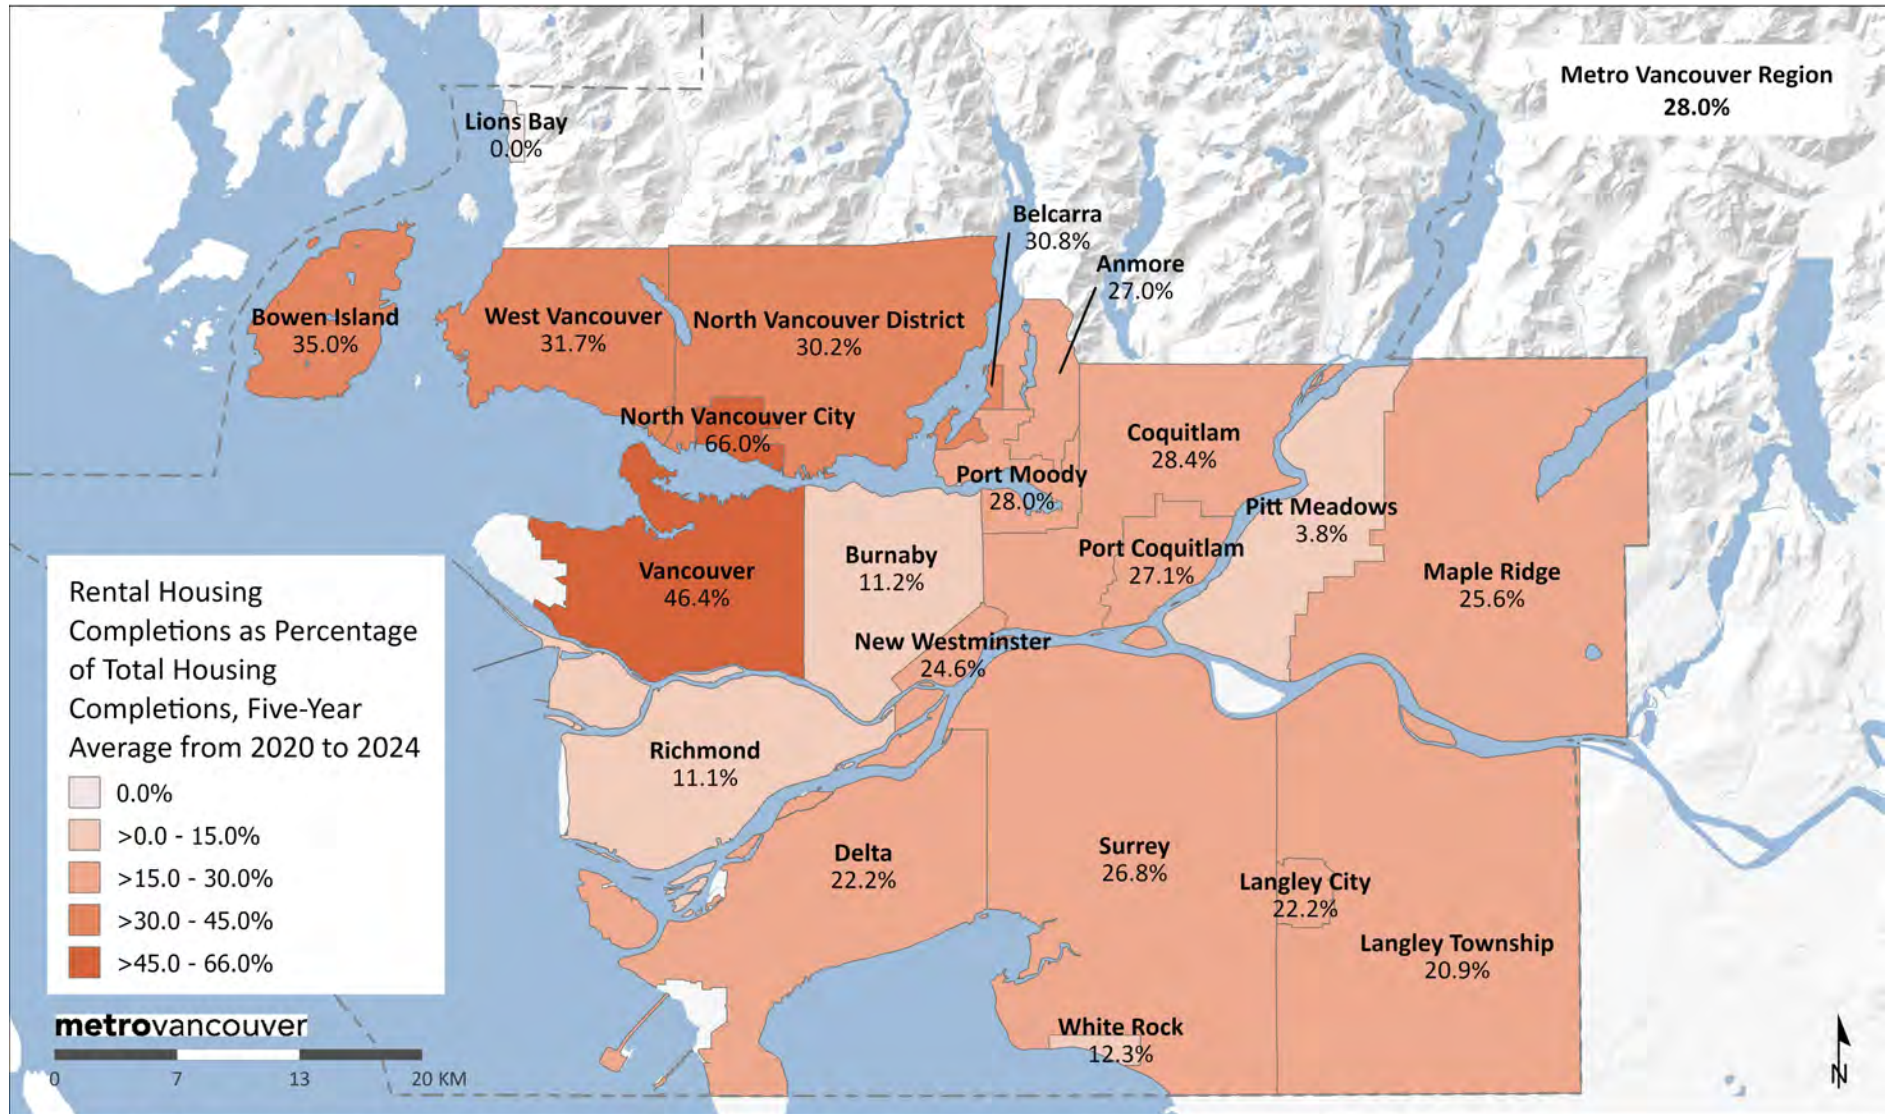 Metro Vancouver Region
28.0%
Lions Bay
0.0%
Belcarra
30.8%
Anmore
27.0%
Bowen Island
35.0%
West Vancouver
31.7%
North Vancouver District
30.2%
North Vancouver City
66.0%
Coquitlam
28.4%
Port Moody
28.0%
Pitt Meadows
3.8%
Port Coquitlam
27.1%
Maple Ridge
25.6%
Vancouver
46.4%
Burnaby
11.2%
New Westminster
24.6%
Richmond
11.1%
Delta
22.2%
Surrey
26.8%
Langley City
22.2%
Langley Township
20.9%
White Rock
12.3%
Rental Housing
Completions as Percentage
of Total Housing
Completions, Five-Year
Average from 2020 to 2024
0.0%
>0.0 - 15.0%
>15.0 - 30.0%
>30.0 - 45.0%
>45.0 - 66.0%
metrovancouver
0 7 13 20 KM
N